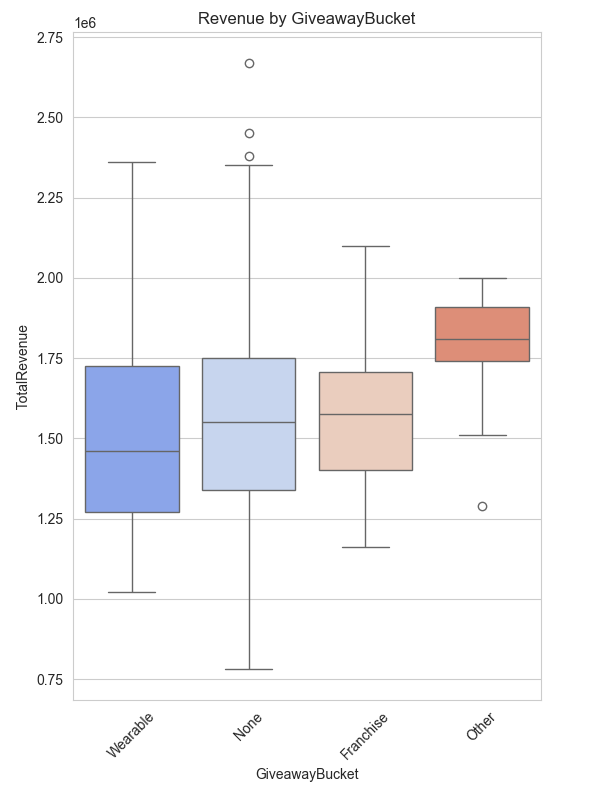 Revenue by GiveawayBucket
1e6
2.75
2.50
2.25
2.00
1.75
1.50
1.25
1.00
0.75
TotalRevenue
Wearable
None
Franchise
Other
GiveawayBucket